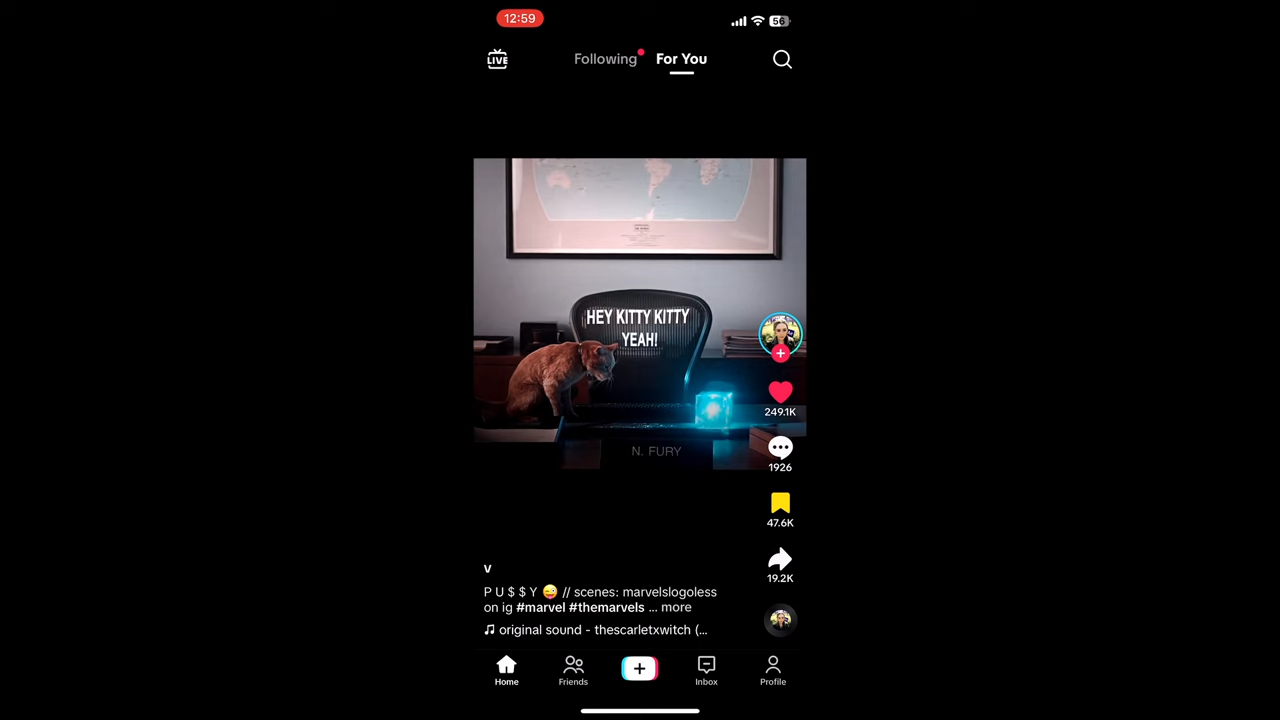 12:59
56
LIVE
Following
For You
HEY KITTY KITTY
YEAH!
N. FURY
249.1K
1926
47.6K
19.2K
v
P U $ $ Y 😜 // scenes: marvelslogoless
on ig #marvel #themarvels ... more
original sound - thescarletxwitch (...
Home
Friends
Inbox
Profile